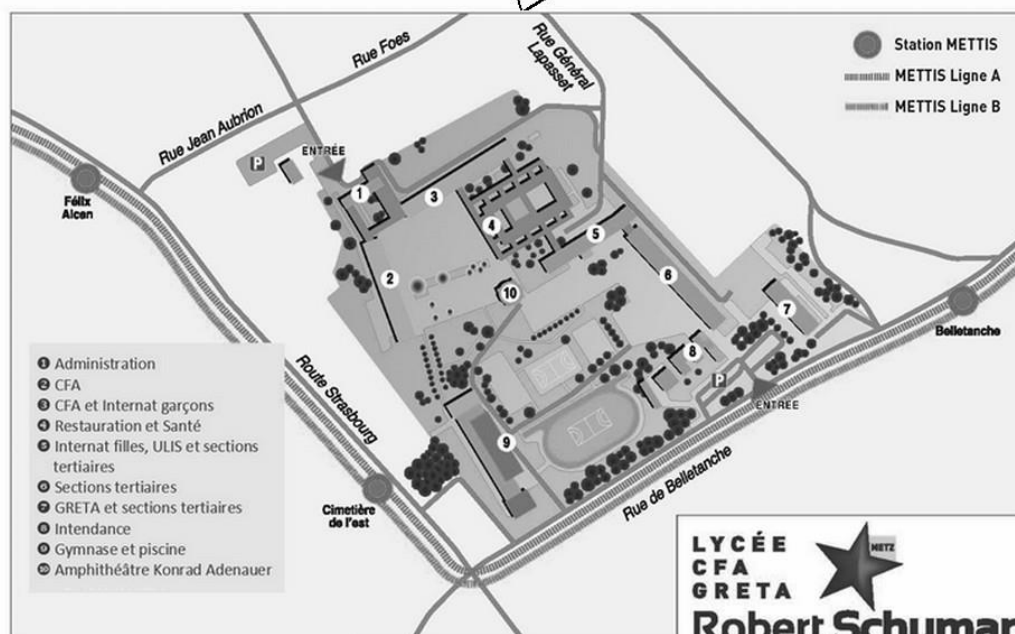 Station METTIS
METTIS Ligne A
METTIS Ligne B
Rue Foes
Rue Général
Lapasset
Rue Jean Aubrion
P
ENTRÉE
1
3
Félix
Alcan
4
5
2
10
6
7
Belletanche
8
P
ENTRÉE
9
Route Strasbourg
Cimetière
de l'est
Rue de Belletanche
1 Administration
2 CFA
3 CFA et Internat garçons
4 Restauration et Santé
5 Internat filles, ULIS et sections
tertiaires
6 Sections tertiaires
7 GRETA et sections tertiaires
8 Intendance
9 Gymnase et piscine
10 Amphithéâtre Konrad Adenauer
LYCÉE
CFA
GRETA
METZ
Robert Schuman